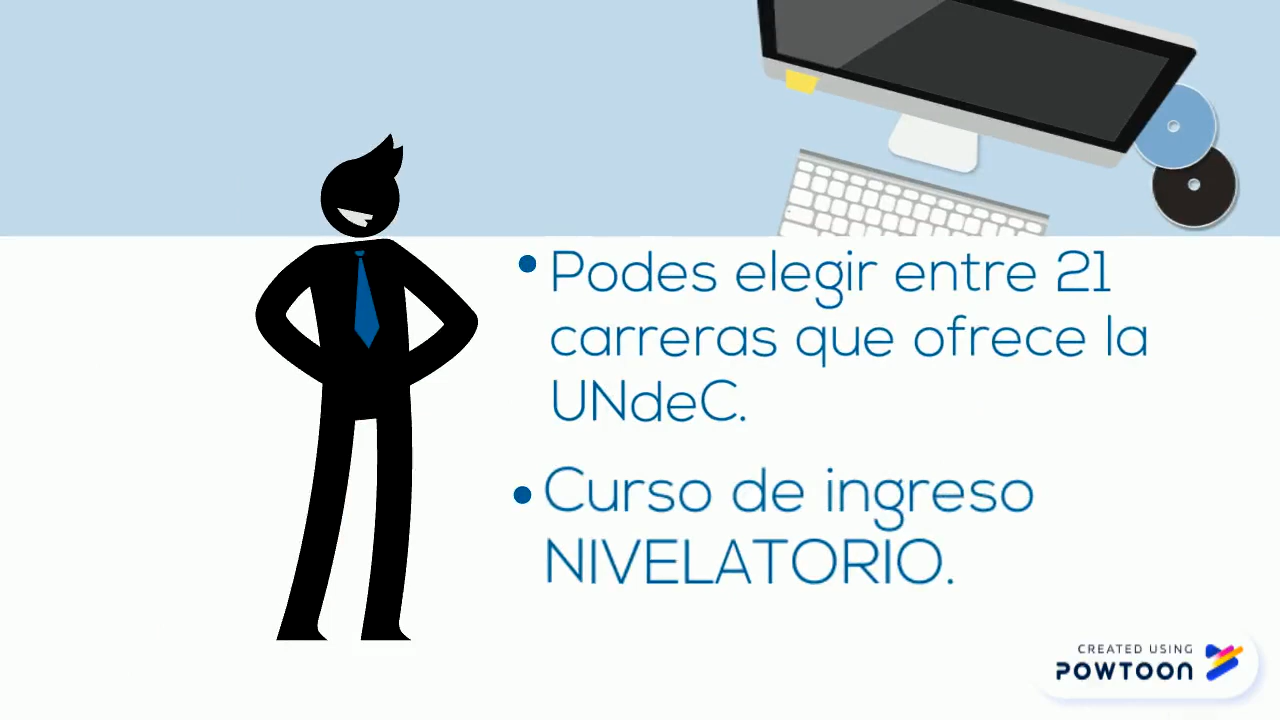 Podes elegir entre 21
carreras que ofrece la
UNdeC.
Curso de ingreso
NIVELATORIO.
CREATED USING
POWTOON